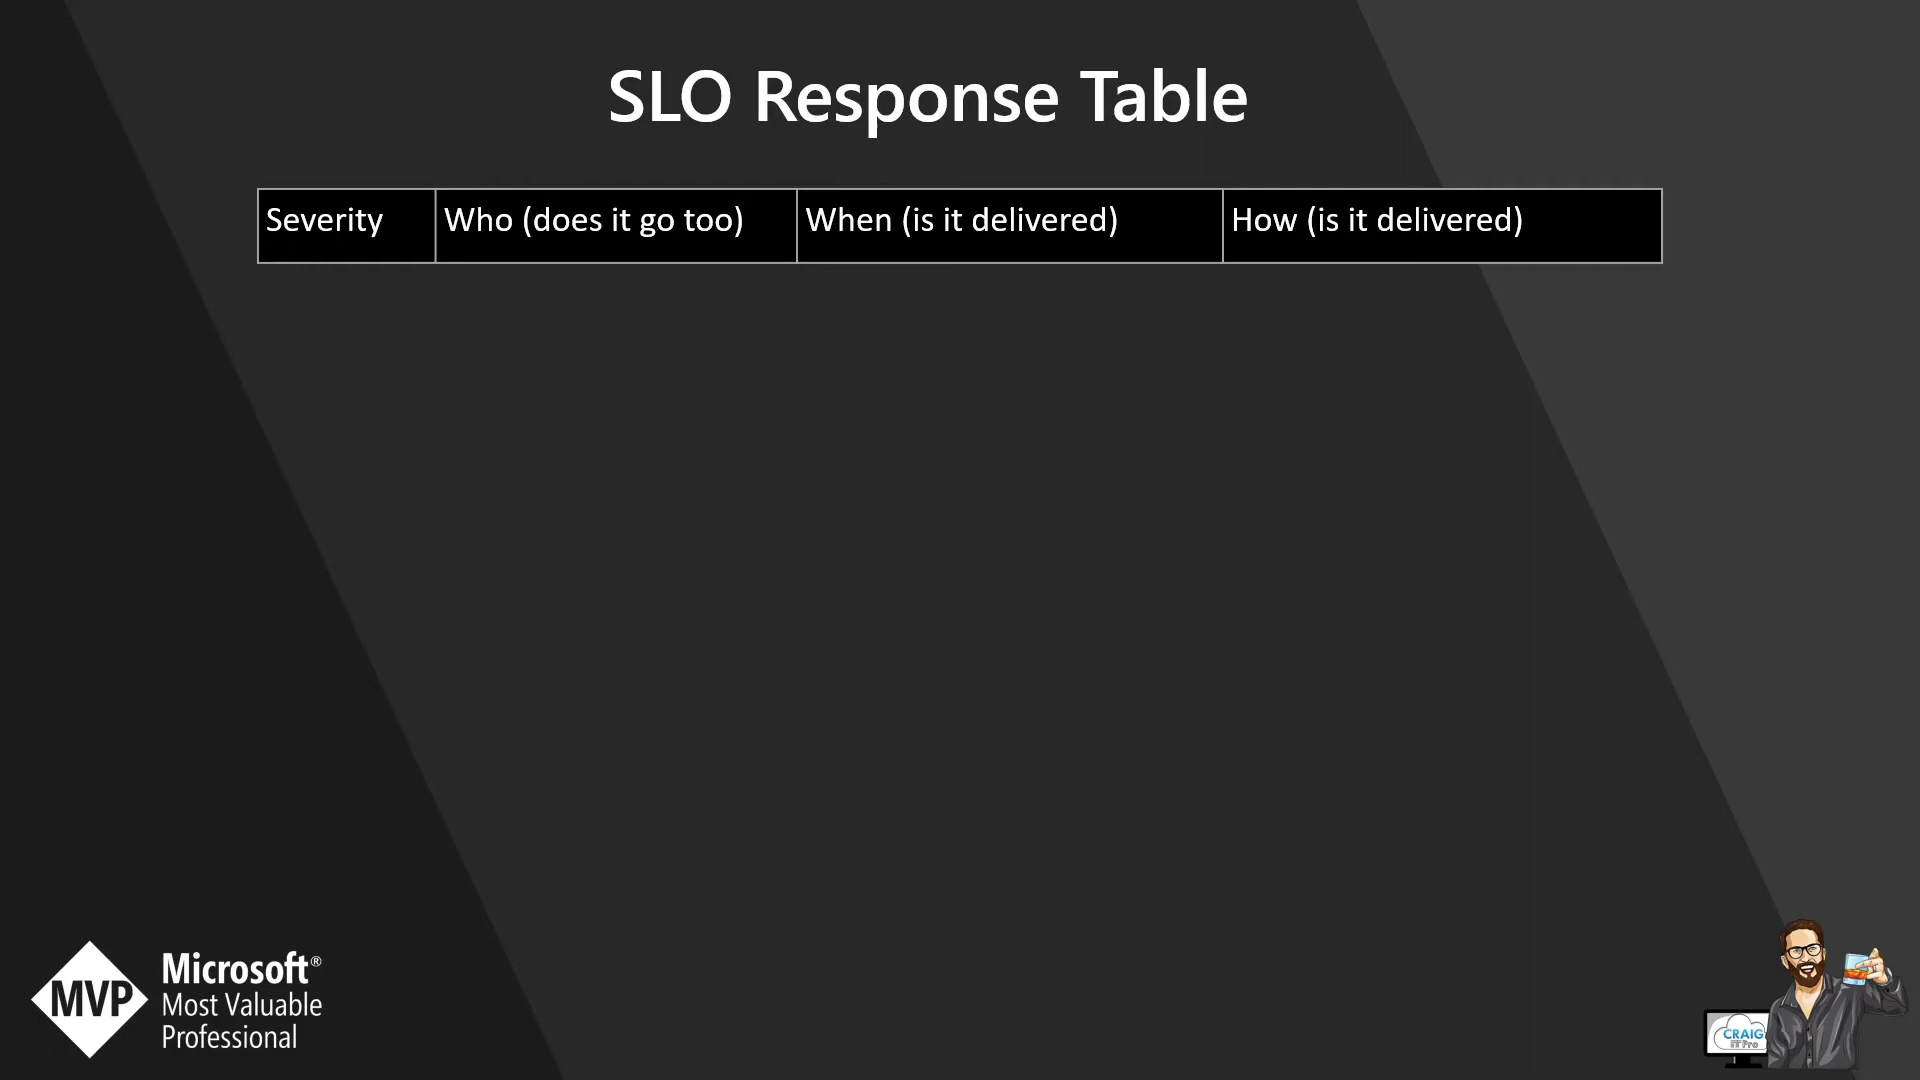 SLO Response Table
Severity
Who (does it go too)
When (is it delivered)
How (is it delivered)
MVP
Microsoft®
Most Valuable
Professional
CRAIG
IT Pro